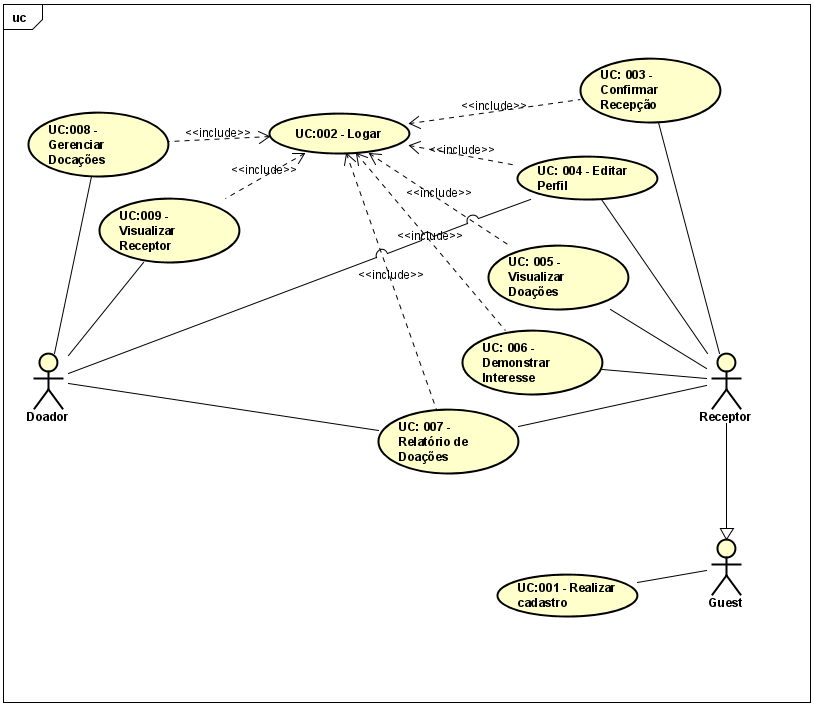 uc
UC: 003 -
Confirmar
Recepção
<<include>>
UC:008 -
Gerenciar
Docações
<<include>>
UC:002 - Logar
<<include>>
UC: 004 - Editar
Perfil
<<include>>
<<include>>
UC:009 -
Visualizar
Receptor
<<include>>
UC: 005 -
Visualizar
Doações
<<include>>
UC: 006 -
Demonstrar
Interesse
Doador
Receptor
UC: 007 -
Relatório de
Doações
UC:001 - Realizar
cadastro
Guest